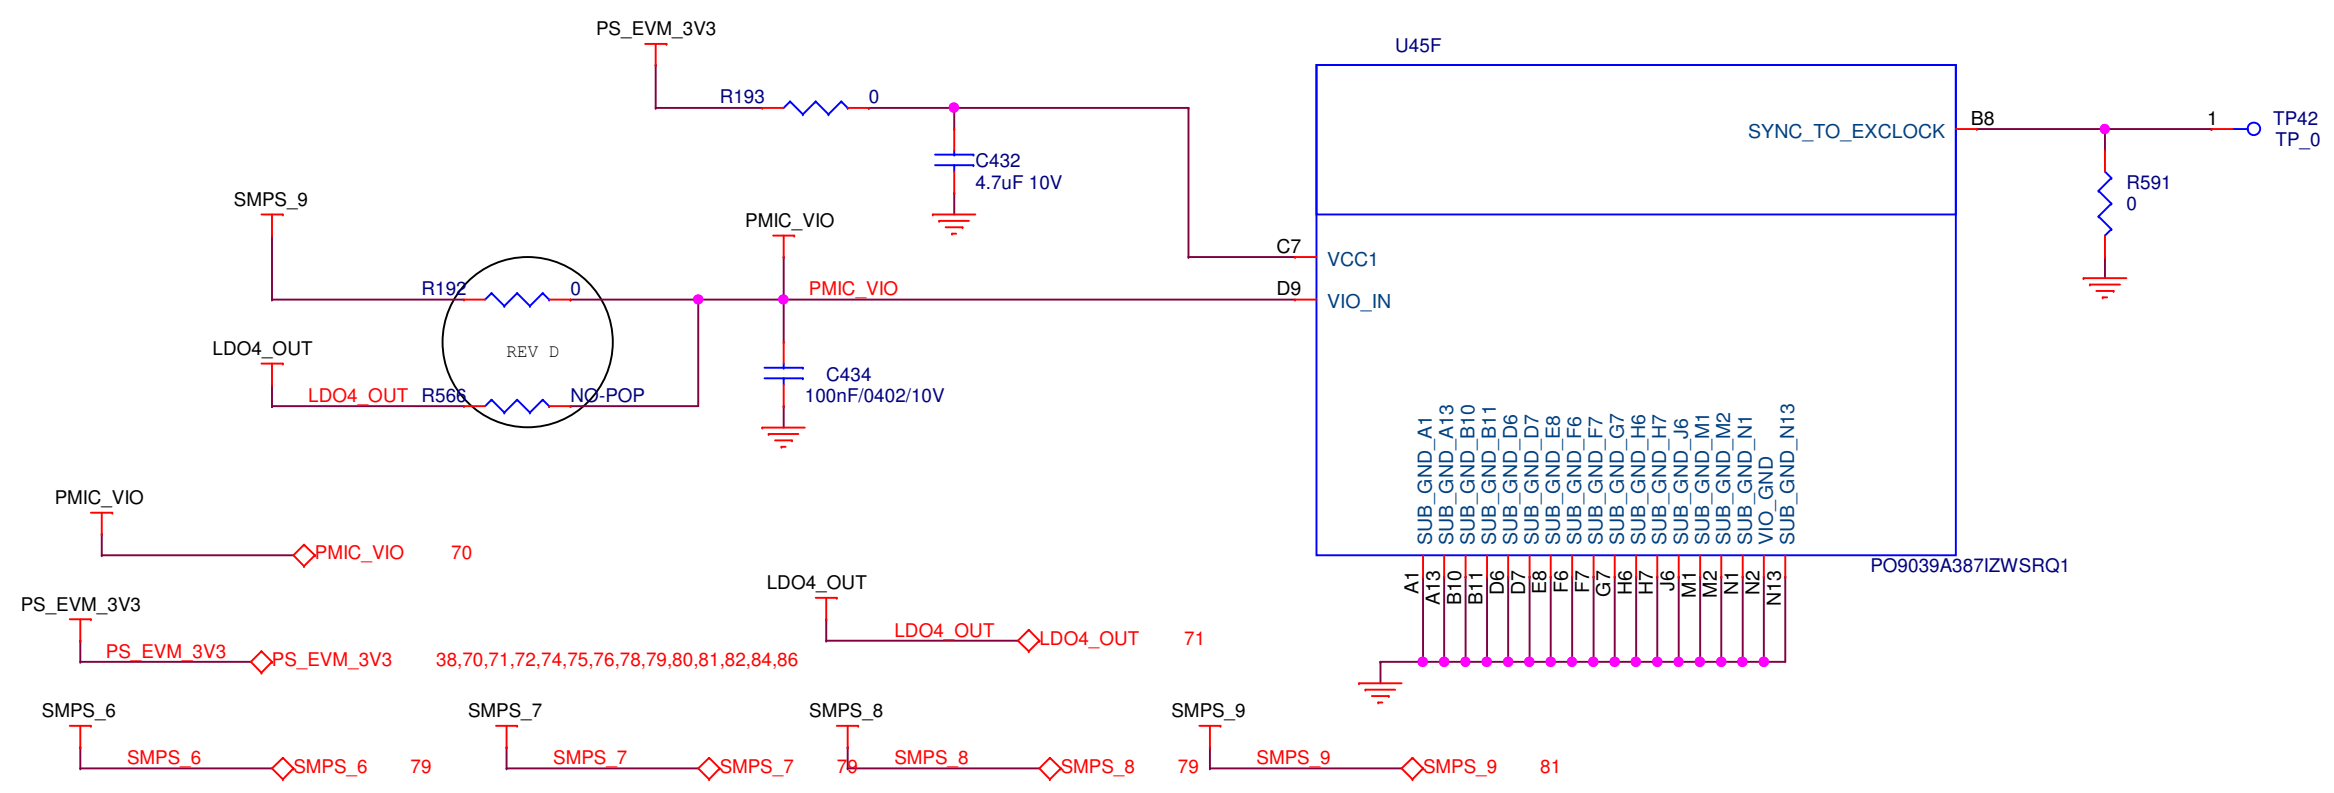 PS_EVM_3V3
U45F
R193 0
SYNC_TO_EXCLOCK
B8
1
TP42
TP_0
C432
4.7uF 10V
R591
0
SMPS_9
PMIC_VIO
C7
VCC1
R192 0
PMIC_VIO
D9
VIO_IN
REV D
LDO4_OUT
LDO4_OUT
R566
NO-POP
C434
100nF/0402/10V
SUB_GND_A1
SUB_GND_A13
SUB_GND_B10
SUB_GND_B11
SUB_GND_D6
SUB_GND_D7
SUB_GND_E8
SUB_GND_F6
SUB_GND_F7
SUB_GND_G7
SUB_GND_H6
SUB_GND_H7
SUB_GND_J6
SUB_GND_M1
SUB_GND_M2
SUB_GND_N1
VIO_GND
SUB_GND_N13
PO9039A387IZWSRQ1
A1
A13
B10
B11
D6
D7
E8
F6
F7
G7
H6
H7
J6
M1
M2
N1
N2
N13
PMIC_VIO
PMIC_VIO 70
PS_EVM_3V3
PS_EVM_3V3
PS_EVM_3V3 38,70,71,72,74,75,76,78,79,80,81,82,84,86
LDO4_OUT
LDO4_OUT
LDO4_OUT 71
SMPS_6
SMPS_6
SMPS_6 79
SMPS_7
SMPS_7
SMPS_7 79
SMPS_8
SMPS_8
SMPS_8 79
SMPS_9
SMPS_9
SMPS_9 81